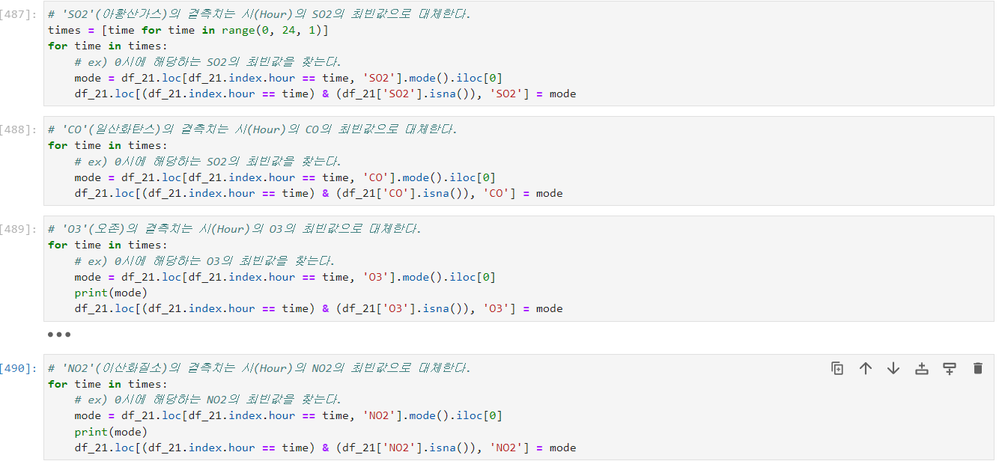 [487]: # 'SO2'(아황산가스)의 결측치는 시(Hour)의 SO2의 최빈값으로 대체한다.
times = [time for time in range(0, 24, 1)]
for time in times:
    # ex) 0시에 해당하는 SO2의 최빈값을 찾는다.
    mode = df_21.loc[df_21.index.hour == time, 'SO2'].mode().iloc[0]
    df_21.loc[(df_21.index.hour == time) & (df_21['SO2'].isna()), 'SO2'] = mode
[488]: # 'CO'(일산화탄스)의 결측치는 시(Hour)의 CO의 최빈값으로 대체한다.
for time in times:
    # ex) 0시에 해당하는 SO2의 최빈값을 찾는다.
    mode = df_21.loc[df_21.index.hour == time, 'CO'].mode().iloc[0]
    df_21.loc[(df_21.index.hour == time) & (df_21['CO'].isna()), 'CO'] = mode
[489]: # 'O3'(오존)의 결측치는 시(Hour)의 O3의 최빈값으로 대체한다.
for time in times:
    # ex) 0시에 해당하는 O3의 최빈값을 찾는다.
    mode = df_21.loc[df_21.index.hour == time, 'O3'].mode().iloc[0]
    print(mode)
    df_21.loc[(df_21.index.hour == time) & (df_21['O3'].isna()), 'O3'] = mode
[490]: # 'NO2'(이산화질소)의 결측치는 시(Hour)의 NO2의 최빈값으로 대체한다.
for time in times:
    # ex) 0시에 해당하는 NO2의 최빈값을 찾는다.
    mode = df_21.loc[df_21.index.hour == time, 'NO2'].mode().iloc[0]
    print(mode)
    df_21.loc[(df_21.index.hour == time) & (df_21['NO2'].isna()), 'NO2'] = mode